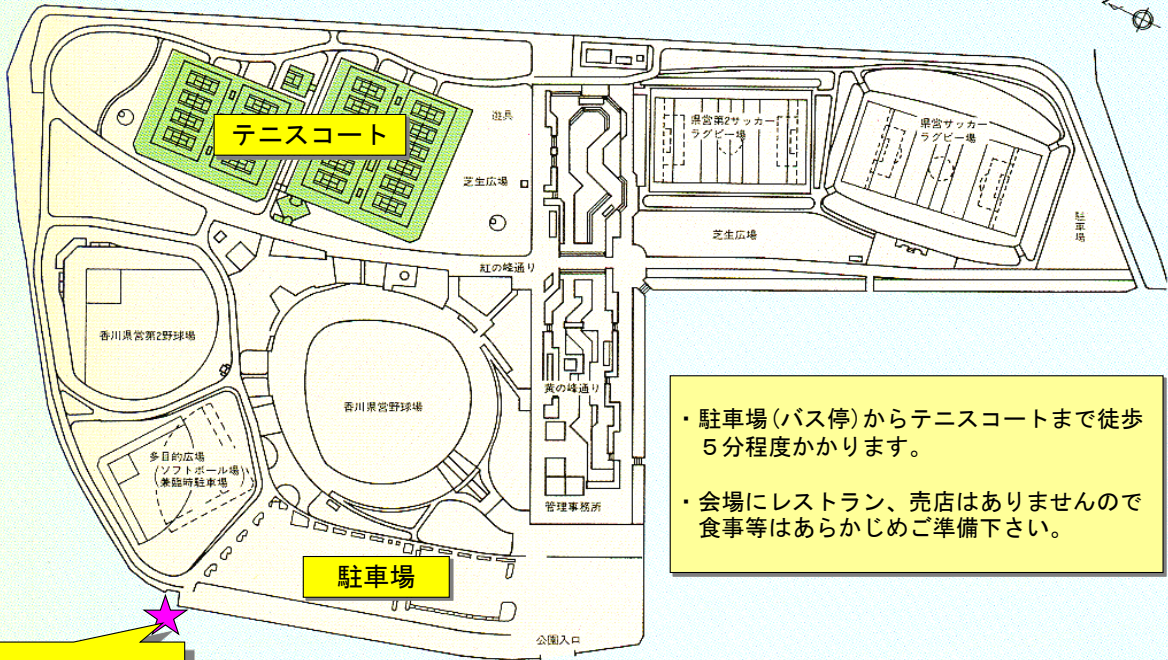 テニスコート
遊具
芝生広場
県営第2サッカー
ラグビー場
県営サッカー
ラグビー場
駐車場
芝生広場
紅の峰通り
香川県営第2野球場
香川県営野球場
黄の峰通り
多目的広場
(ソフトボール場)
兼臨時駐車場
管理事務所
駐車場
公園入口
・駐車場(バス停)からテニスコートまで徒歩
５分程度かかります。
・会場にレストラン、売店はありませんので
食事等はあらかじめご準備下さい。